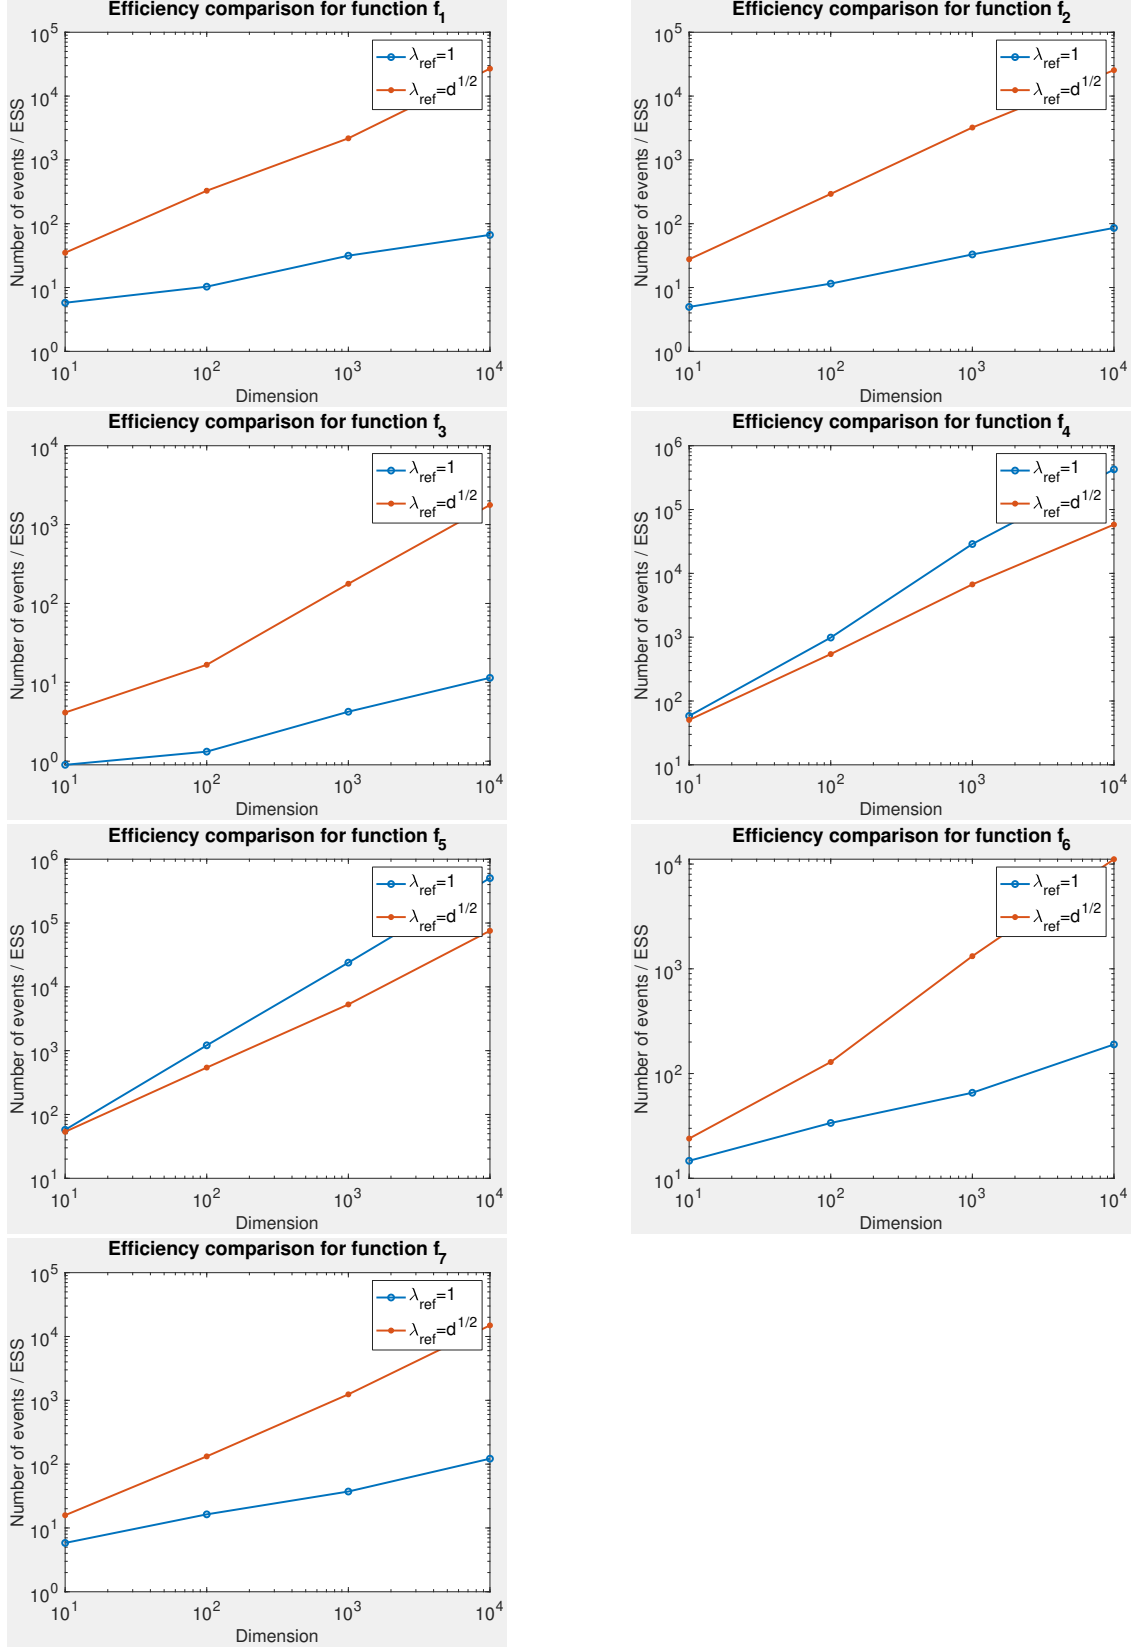 Efficiency comparison for function f1
Number of events / ESS
10^5
10^4
10^3
10^2
10^1
10^0
λref=1
λref=d^1/2
10^1 10^2 10^3 10^4
Dimension
Efficiency comparison for function f2
Number of events / ESS
10^5
10^4
10^3
10^2
10^1
10^0
λref=1
λref=d^1/2
10^1 10^2 10^3 10^4
Dimension
Efficiency comparison for function f3
Number of events / ESS
10^4
10^3
10^2
10^1
10^0
λref=1
λref=d^1/2
10^1 10^2 10^3 10^4
Dimension
Efficiency comparison for function f4
Number of events / ESS
10^6
10^5
10^4
10^3
10^2
10^1
λref=1
λref=d^1/2
10^1 10^2 10^3 10^4
Dimension
Efficiency comparison for function f5
Number of events / ESS
10^6
10^5
10^4
10^3
10^2
10^1
λref=1
λref=d^1/2
10^1 10^2 10^3 10^4
Dimension
Efficiency comparison for function f6
Number of events / ESS
10^4
10^3
10^2
10^1
λref=1
λref=d^1/2
10^1 10^2 10^3 10^4
Dimension
Efficiency comparison for function f7
Number of events / ESS
10^5
10^4
10^3
10^2
10^1
10^0
λref=1
λref=d^1/2
10^1 10^2 10^3 10^4
Dimension